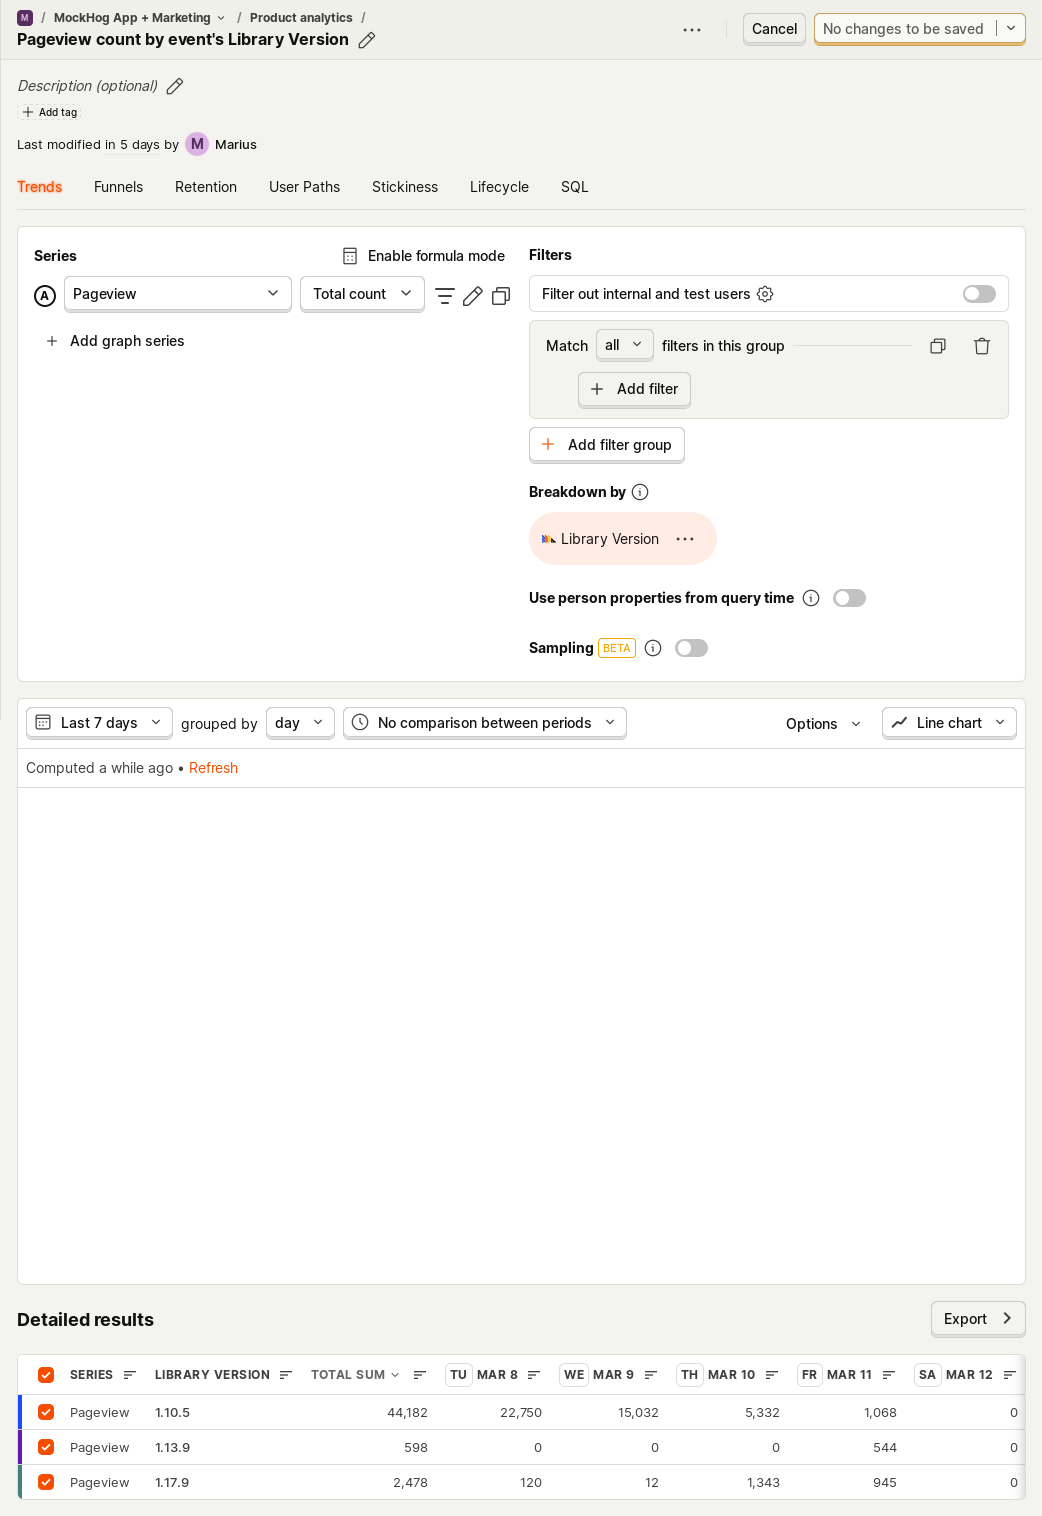 M / MockHog App + Marketing / Product analytics /
Pageview count by event's Library Version
Cancel
No changes to be saved
Description (optional)
Add tag
Last modified in 5 days by M Marius
Trends Funnels Retention User Paths Stickiness Lifecycle SQL
Series
Enable formula mode
A Pageview Total count
Add graph series
Filters
Filter out internal and test users
Match all filters in this group
Add filter
Add filter group
Breakdown by
Library Version
Use person properties from query time
Sampling BETA
Last 7 days grouped by day No comparison between periods Options Line chart
Computed a while ago • Refresh
Detailed results
Export
SERIES LIBRARY VERSION TOTAL SUM TU MAR 8 WE MAR 9 TH MAR 10 FR MAR 11 SA MAR 12
Pageview 1.10.5 44,182 22,750 15,032 5,332 1,068 0
Pageview 1.13.9 598 0 0 0 544 0
Pageview 1.17.9 2,478 120 12 1,343 945 0